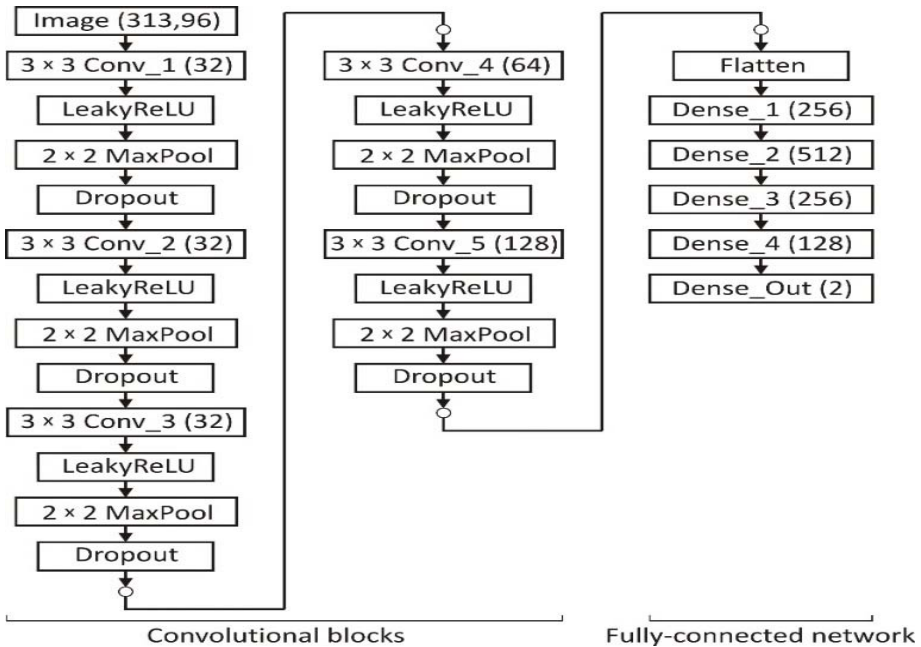 Image (313,96)
3 × 3 Conv_1 (32)
LeakyReLU
2 × 2 MaxPool
Dropout
3 × 3 Conv_2 (32)
LeakyReLU
2 × 2 MaxPool
Dropout
3 × 3 Conv_3 (32)
LeakyReLU
2 × 2 MaxPool
Dropout
3 × 3 Conv_4 (64)
LeakyReLU
2 × 2 MaxPool
Dropout
3 × 3 Conv_5 (128)
LeakyReLU
2 × 2 MaxPool
Dropout
Flatten
Dense_1 (256)
Dense_2 (512)
Dense_3 (256)
Dense_4 (128)
Dense_Out (2)
Convolutional blocks
Fully-connected network